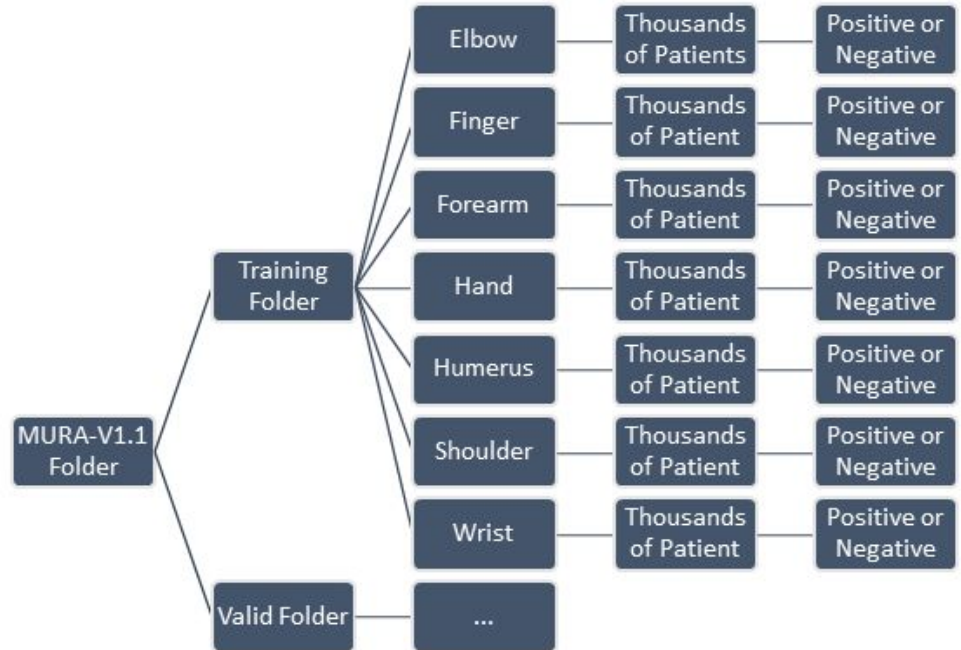 Elbow
Thousands
of Patients
Positive or
Negative
Finger
Thousands
of Patient
Positive or
Negative
Forearm
Thousands
of Patient
Positive or
Negative
Training
Folder
Hand
Thousands
of Patient
Positive or
Negative
Humerus
Thousands
of Patient
Positive or
Negative
MURA-V1.1
Folder
Shoulder
Thousands
of Patient
Positive or
Negative
Wrist
Thousands
of Patient
Positive or
Negative
Valid Folder
...